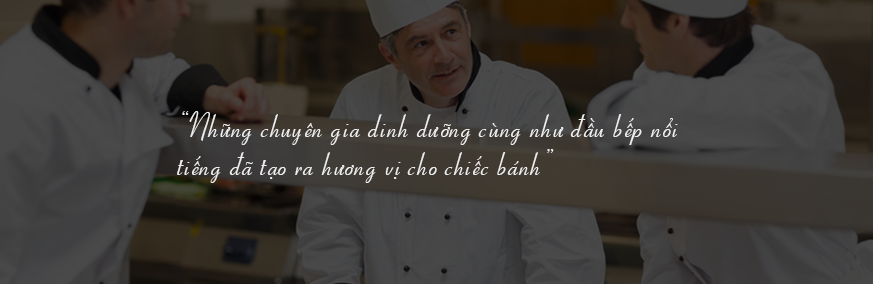 “Những chuyên gia dinh dưỡng cùng như đầu bếp nổi
tiếng đã tạo ra hương vị cho chiếc bánh”